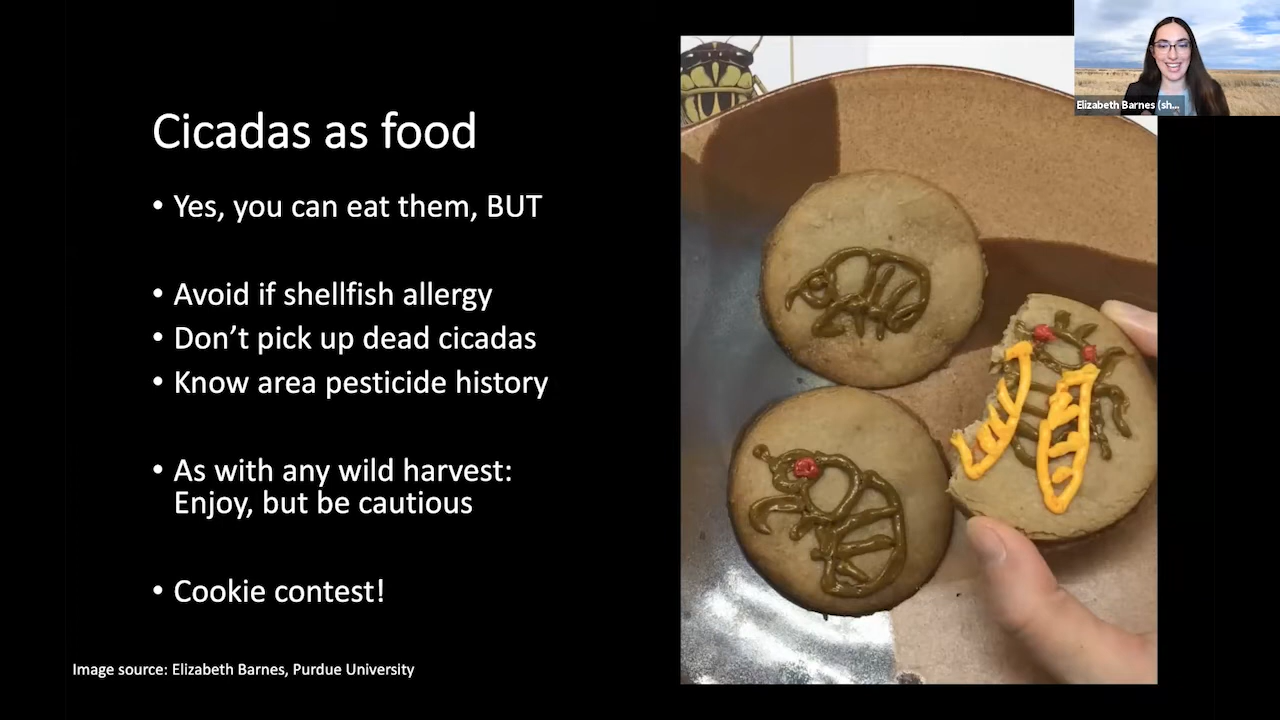 Elizabeth Barnes (sh...
Cicadas as food
• Yes, you can eat them, BUT
• Avoid if shellfish allergy
• Don’t pick up dead cicadas
• Know area pesticide history
• As with any wild harvest:
Enjoy, but be cautious
• Cookie contest!
Image source: Elizabeth Barnes, Purdue University